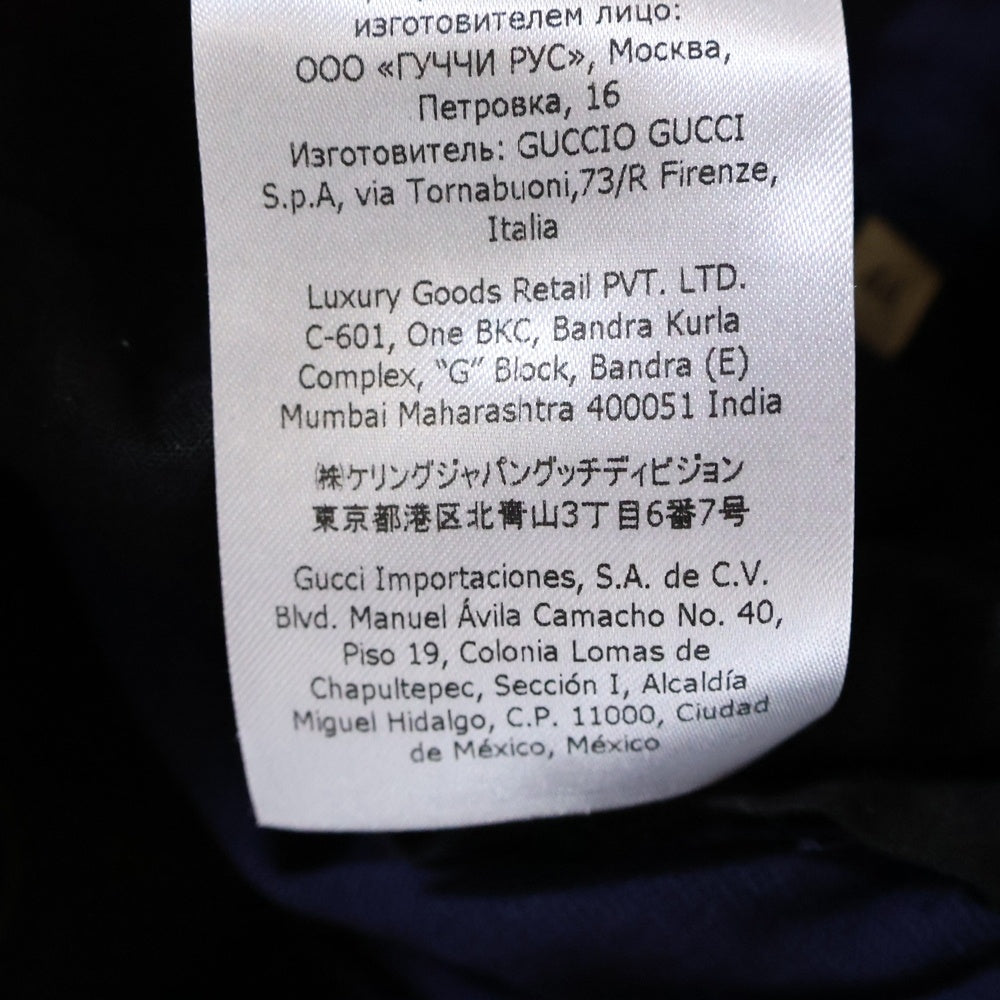 изготовителем лицо:
ООО «ГУЧЧИ РУС», Москва,
Петровка, 16
Изготовитель: GUCCIO GUCCI
S.p.A, via Tornabuoni,73/R Firenze,
Italia
Luxury Goods Retail PVT. LTD.
C-601, One BKC, Bandra Kurla
Complex, “G” Block, Bandra (E)
Mumbai Maharashtra 400051 India
㈱ケリングジャパングッチディビジョン
東京都港区北青山3丁目6番7号
Gucci Importaciones, S.A. de C.V.
Blvd. Manuel Ávila Camacho No. 40,
Piso 19, Colonia Lomas de
Chapultepec, Sección I, Alcaldía
Miguel Hidalgo, C.P. 11000, Ciudad
de México, México